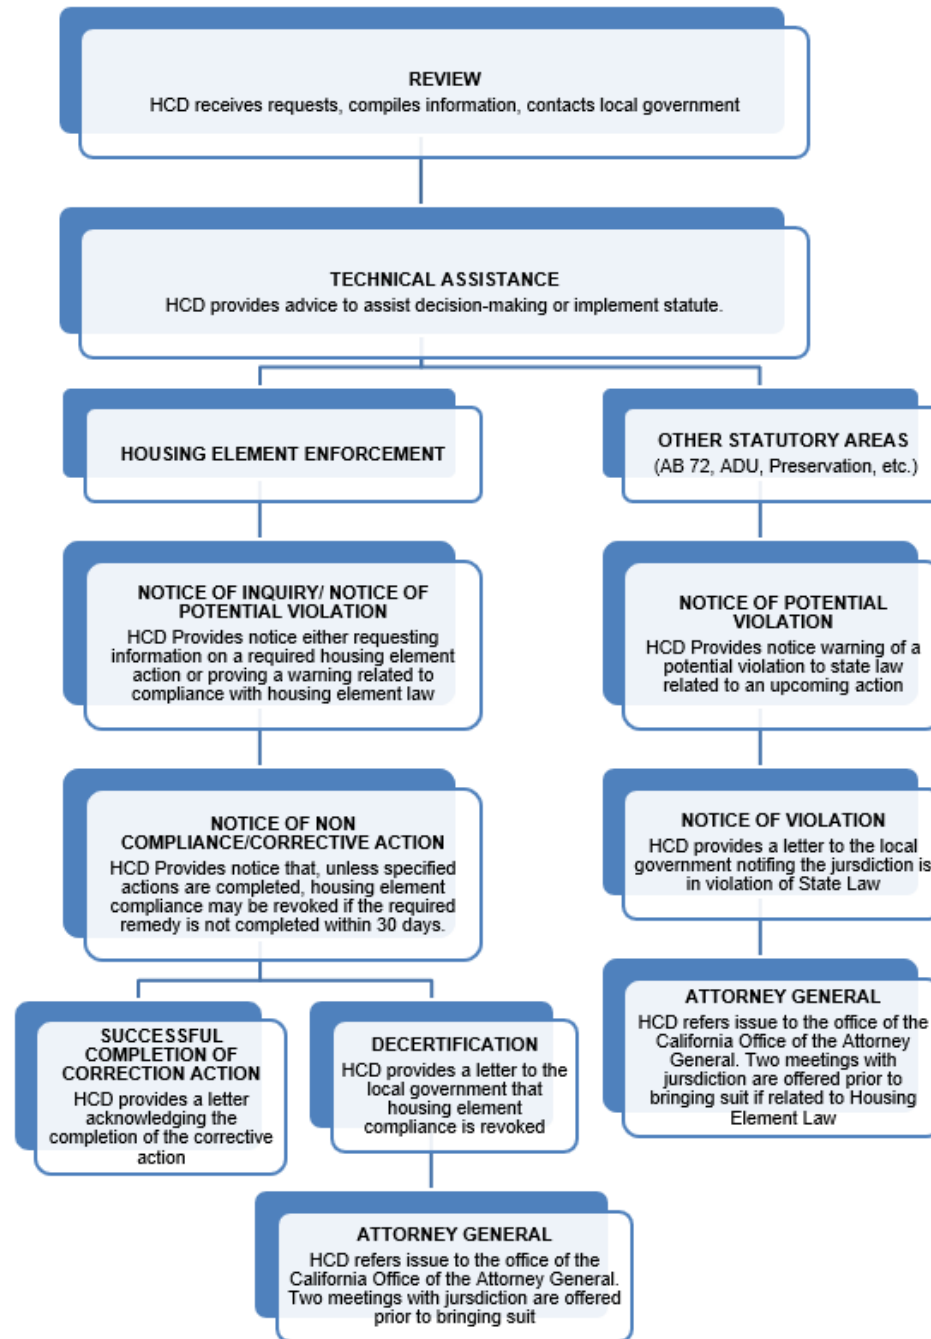 REVIEW
HCD receives requests, compiles information, contacts local government
TECHNICAL ASSISTANCE
HCD provides advice to assist decision-making or implement statute.
HOUSING ELEMENT ENFORCEMENT
OTHER STATUTORY AREAS
(AB 72, ADU, Preservation, etc.)
NOTICE OF INQUIRY/ NOTICE OF
POTENTIAL VIOLATION
HCD Provides notice either requesting
information on a required housing element
action or proving a warning related to
compliance with housing element law
NOTICE OF POTENTIAL
VIOLATION
HCD Provides notice warning of a
potential violation to state law
related to an upcoming action
NOTICE OF NON
COMPLIANCE/CORRECTIVE ACTION
HCD Provides notice that, unless specified
actions are completed, housing element
compliance may be revoked if the required
remedy is not completed within 30 days.
NOTICE OF VIOLATION
HCD provides a letter to the local
government notifing the jursdiction is
in violation of State Law
SUCCESSFUL
COMPLETION OF
CORRECTION ACTION
HCD provides a letter
acknowledging the
completion of the corrective
action
DECERTIFICATION
HCD provides a letter to the
local government that
housing element
compliance is revoked
ATTORNEY GENERAL
HCD refers issue to the office of the
California Office of the Attorney
General. Two meetings with
jursdiction are offered prior to
bringing suit if related to Housing
Element Law
ATTORNEY GENERAL
HCD refers issue to the office of the
California Office of the Attorney General.
Two meetings with jursdiction are offered
prior to bringing suit